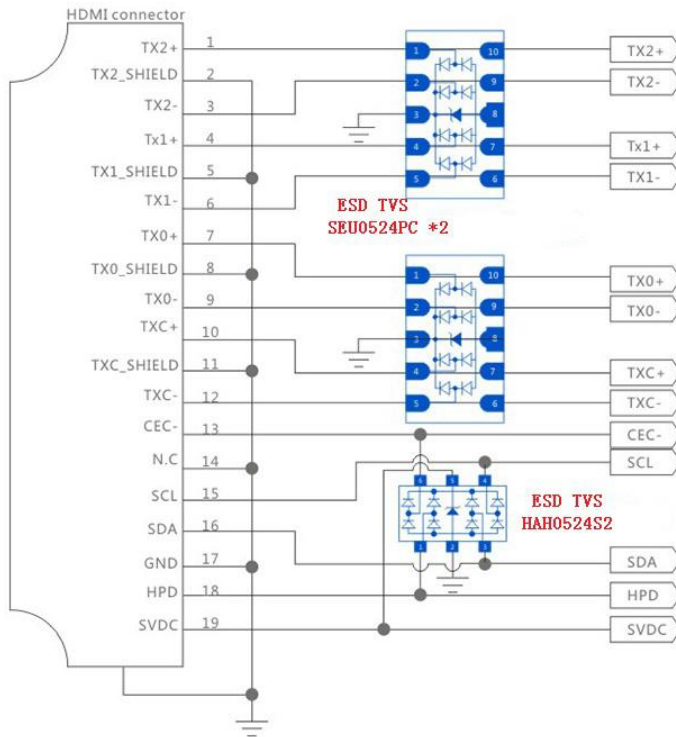 HDMI connector
TX2+ 1 1 10 TX2+
TX2_SHIELD 2 2 9 TX2-
TX2- 3 3 8
Tx1+ 4 4 7 Tx1+
TX1_SHIELD 5 5 6 TX1-
TX1- 6
ESD TVS
SEU0524PC *2
TX0+ 7
TX0_SHIELD 8 1 10 TX0+
TX0- 9 2 9 TX0-
TXC+ 10 3 8
TXC_SHIELD 11 4 7 TXC+
TXC- 12 5 6 TXC-
CEC- 13 CEC-
N.C 14 SCL
SCL 15 6 5 4
ESD TVS
HAH0524S2
SDA 16 1 2 3
GND 17 SDA
HPD 18 HPD
SVDC 19 SVDC